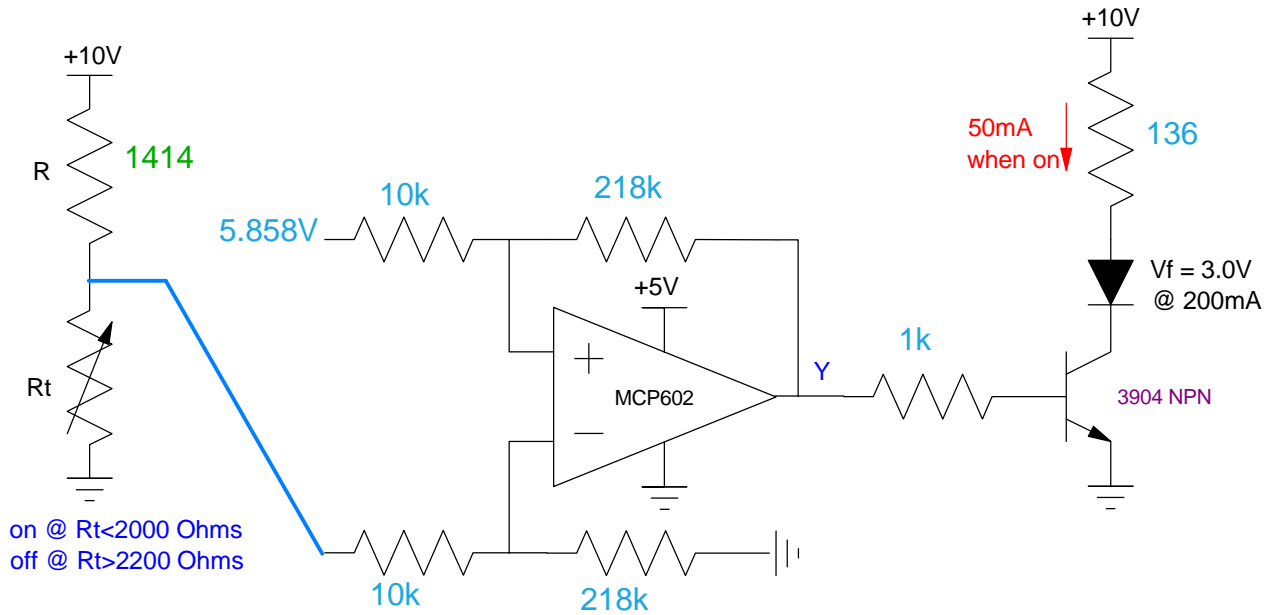 +10V
R
1414
Rt
on @ Rt<2000 Ohms
off @ Rt>2200 Ohms
5.858V
10k
218k
+5V
+
−
MCP602
10k
218k
Y
1k
+10V
50mA
when on
136
Vf = 3.0V
@ 200mA
3904 NPN